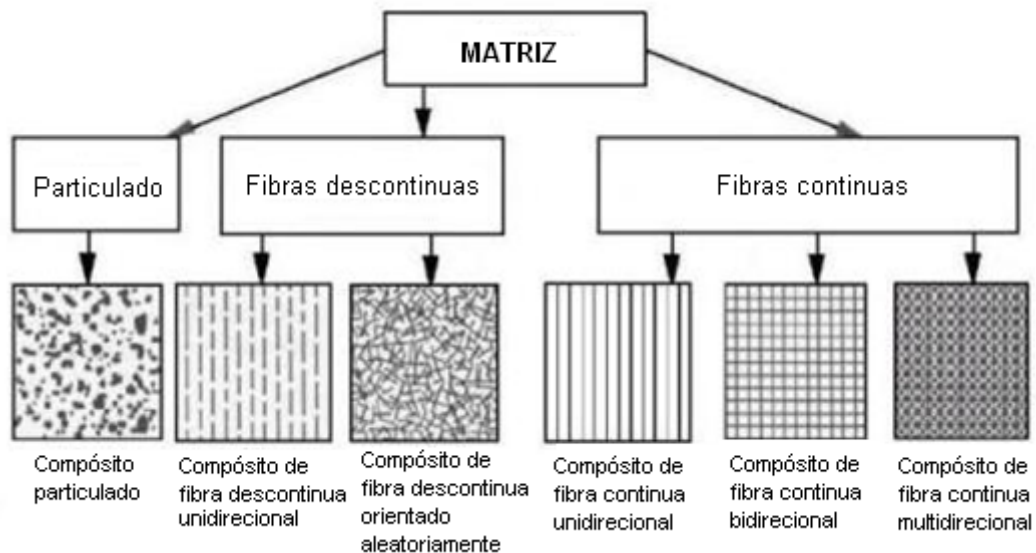 MATRIZ
Particulado
Fibras descontinuas
Fibras continuas
Compósito
particulado
Compósito de
fibra descontinua
unidirecional
Compósito de
fibra descontinua
orientado
aleatoriamente
Compósito de
fibra continua
unidirecional
Compósito de
fibra continua
bidirecional
Compósito de
fibra continua
multidirecional